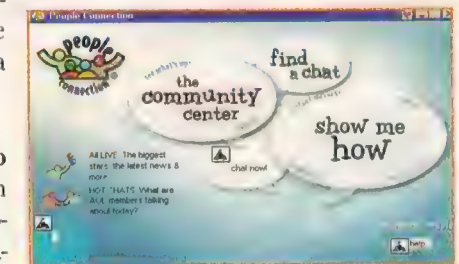 People Connection
people
connection
see what's up
the
community
center
find
a chat
chat now!
show me
how
All LIVE The biggest
stars, the latest news &
more
HOT CHATS What are
AOL members talking
about today?
help